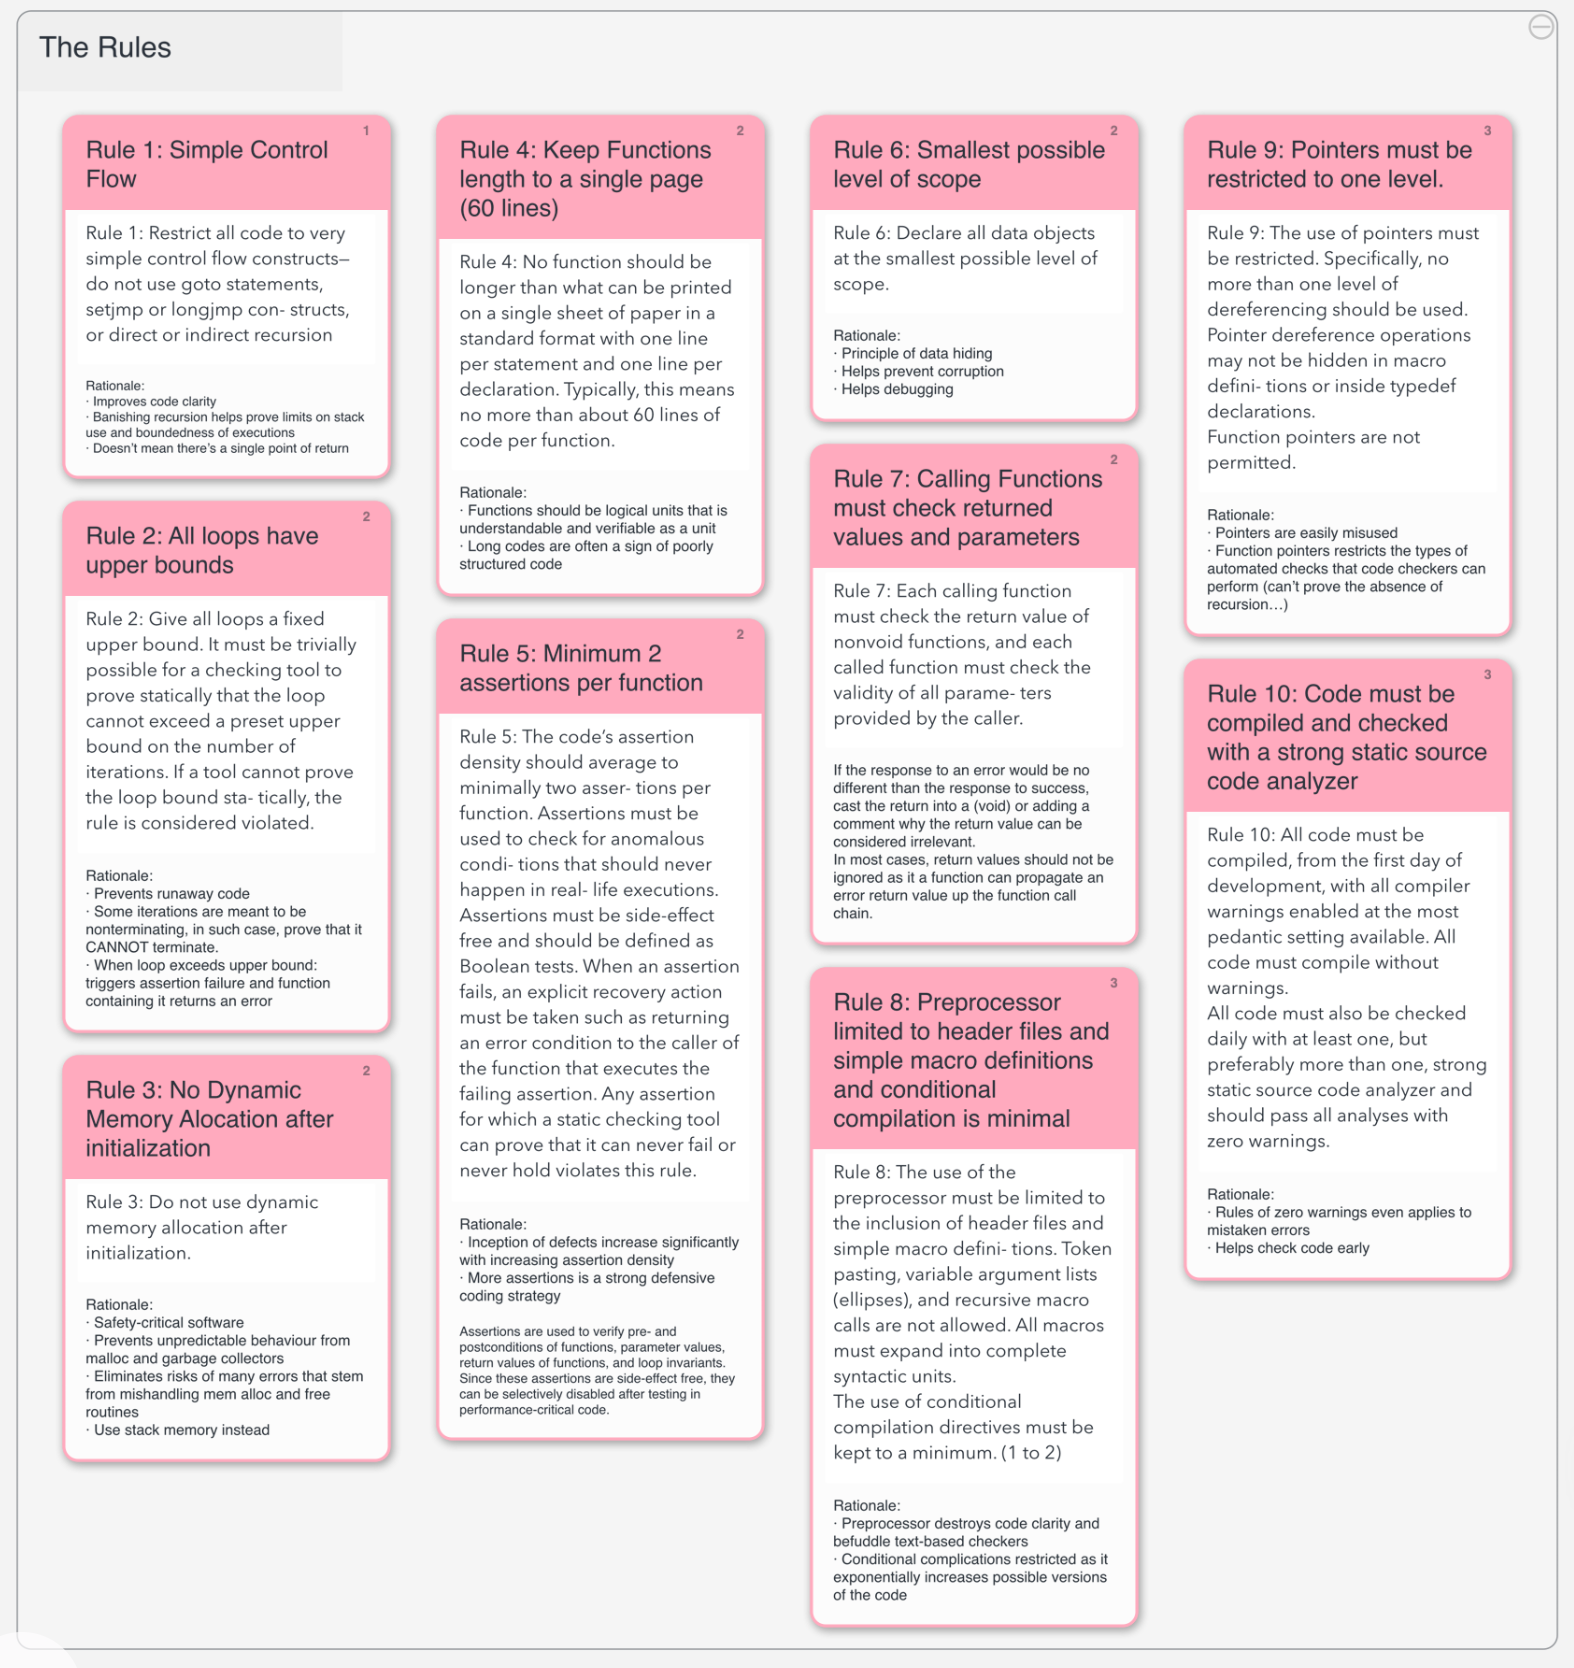 The Rules
1
Rule 1: Simple Control
Flow
Rule 1: Restrict all code to very
simple control flow constructs—
do not use goto statements,
setjmp or longjmp con- structs,
or direct or indirect recursion
Rationale:
· Improves code clarity
· Banishing recursion helps prove limits on stack
use and boundedness of executions
· Doesn't mean there's a single point of return
2
Rule 2: All loops have
upper bounds
Rule 2: Give all loops a fixed
upper bound. It must be trivially
possible for a checking tool to
prove statically that the loop
cannot exceed a preset upper
bound on the number of
iterations. If a tool cannot prove
the loop bound sta- tically, the
rule is considered violated.
Rationale:
· Prevents runaway code
· Some iterations are meant to be
nonterminating, in such case, prove that it
CANNOT terminate.
· When loop exceeds upper bound:
triggers assertion failure and function
containing it returns an error
2
Rule 3: No Dynamic
Memory Alocation after
initialization
Rule 3: Do not use dynamic
memory allocation after
initialization.
Rationale:
· Safety-critical software
· Prevents unpredictable behaviour from
malloc and garbage collectors
· Eliminates risks of many errors that stem
from mishandling mem alloc and free
routines
· Use stack memory instead
2
Rule 4: Keep Functions
length to a single page
(60 lines)
Rule 4: No function should be
longer than what can be printed
on a single sheet of paper in a
standard format with one line
per statement and one line per
declaration. Typically, this means
no more than about 60 lines of
code per function.
Rationale:
· Functions should be logical units that is
understandable and verifiable as a unit
· Long codes are often a sign of poorly
structured code
2
Rule 5: Minimum 2
assertions per function
Rule 5: The code's assertion
density should average to
minimally two asser- tions per
function. Assertions must be
used to check for anomalous
condi- tions that should never
happen in real- life executions.
Assertions must be side-effect
free and should be defined as
Boolean tests. When an assertion
fails, an explicit recovery action
must be taken such as returning
an error condition to the caller of
the function that executes the
failing assertion. Any assertion
for which a static checking tool
can prove that it can never fail or
never hold violates this rule.
Rationale:
· Inception of defects increase significantly
with increasing assertion density
· More assertions is a strong defensive
coding strategy
Assertions are used to verify pre- and
postconditions of functions, parameter values,
return values of functions, and loop invariants.
Since these assertions are side-effect free, they
can be selectively disabled after testing in
performance-critical code.
2
Rule 6: Smallest possible
level of scope
Rule 6: Declare all data objects
at the smallest possible level of
scope.
Rationale:
· Principle of data hiding
· Helps prevent corruption
· Helps debugging
2
Rule 7: Calling Functions
must check returned
values and parameters
Rule 7: Each calling function
must check the return value of
nonvoid functions, and each
called function must check the
validity of all parame- ters
provided by the caller.
If the response to an error would be no
different than the response to success,
cast the return into a (void) or adding a
comment why the return value can be
considered irrelevant.
In most cases, return values should not be
ignored as it a function can propagate an
error return value up the function call
chain.
3
Rule 8: Preprocessor
limited to header files and
simple macro definitions
and conditional
compilation is minimal
Rule 8: The use of the
preprocessor must be limited to
the inclusion of header files and
simple macro defini- tions. Token
pasting, variable argument lists
(ellipses), and recursive macro
calls are not allowed. All macros
must expand into complete
syntactic units.
The use of conditional
compilation directives must be
kept to a minimum. (1 to 2)
Rationale:
· Preprocessor destroys code clarity and
befuddle text-based checkers
· Conditional complications restricted as it
exponentially increases possible versions
of the code
3
Rule 9: Pointers must be
restricted to one level.
Rule 9: The use of pointers must
be restricted. Specifically, no
more than one level of
dereferencing should be used.
Pointer dereference operations
may not be hidden in macro
defini- tions or inside typedef
declarations.
Function pointers are not
permitted.
Rationale:
· Pointers are easily misused
· Function pointers restricts the types of
automated checks that code checkers can
perform (can't prove the absence of
recursion...)
3
Rule 10: Code must be
compiled and checked
with a strong static source
code analyzer
Rule 10: All code must be
compiled, from the first day of
development, with all compiler
warnings enabled at the most
pedantic setting available. All
code must compile without
warnings.
All code must also be checked
daily with at least one, but
preferably more than one, strong
static source code analyzer and
should pass all analyses with
zero warnings.
Rationale:
· Rules of zero warnings even applies to
mistaken errors
· Helps check code early